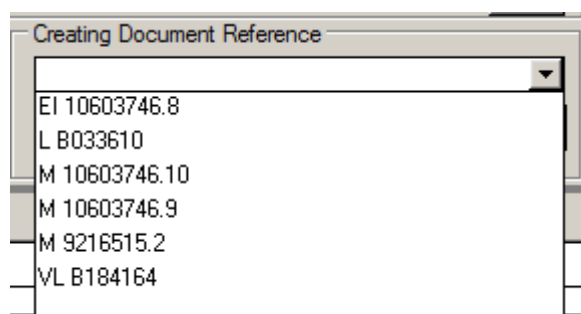 Creating Document Reference
EI 10603746.8
L B033610
M 10603746.10
M 10603746.9
M 9216515.2
VL B184164